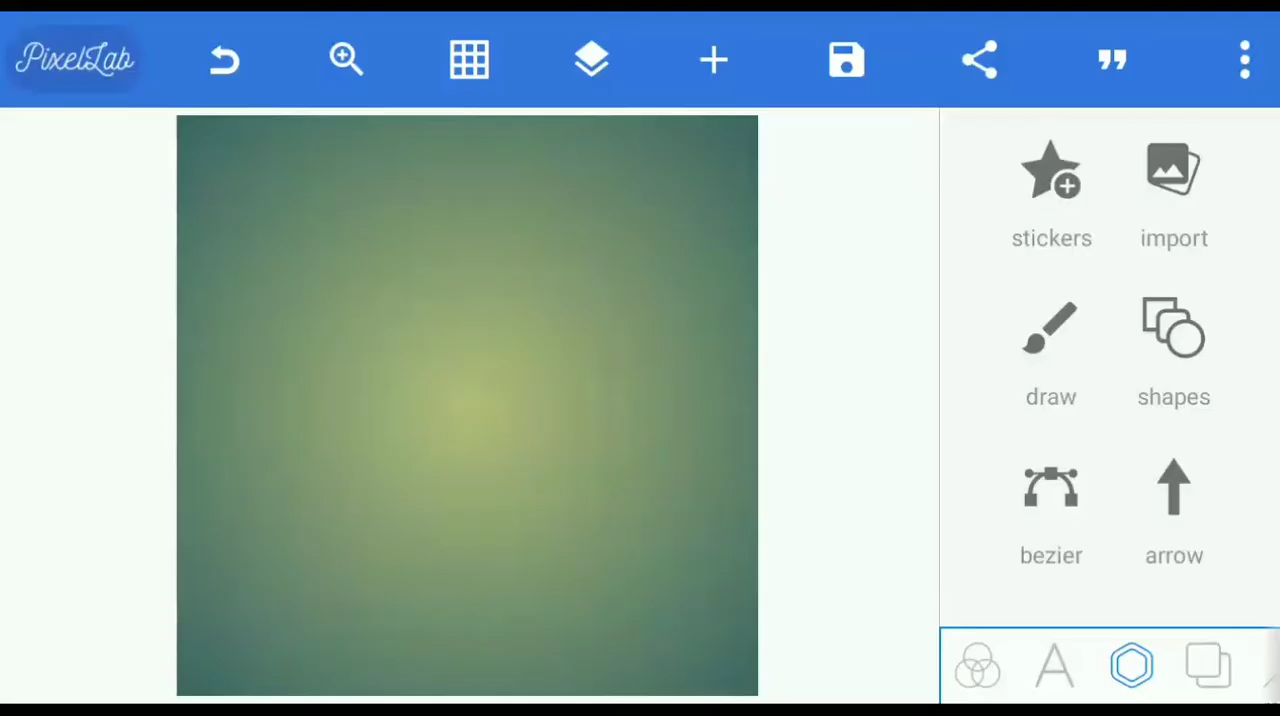 PixelLab
stickers
import
draw
shapes
bezier
arrow